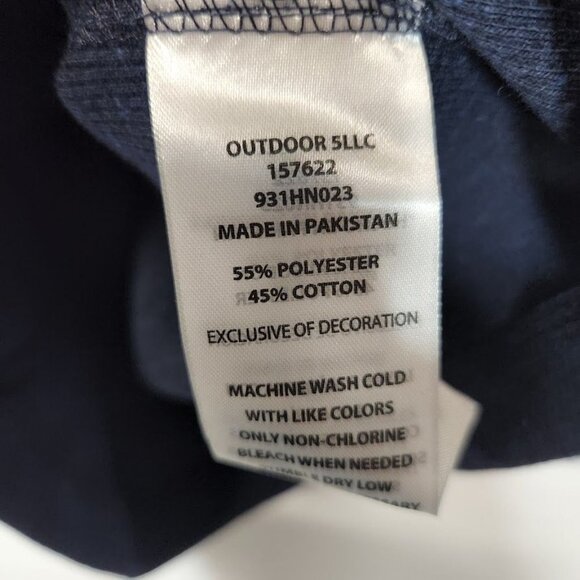 OUTDOOR 5LLC
157622
931HN023
MADE IN PAKISTAN
55% POLYESTER
45% COTTON
EXCLUSIVE OF DECORATION
MACHINE WASH COLD
WITH LIKE COLORS
ONLY NON-CHLORINE
BLEACH WHEN NEEDED
TUMBLE DRY LOW